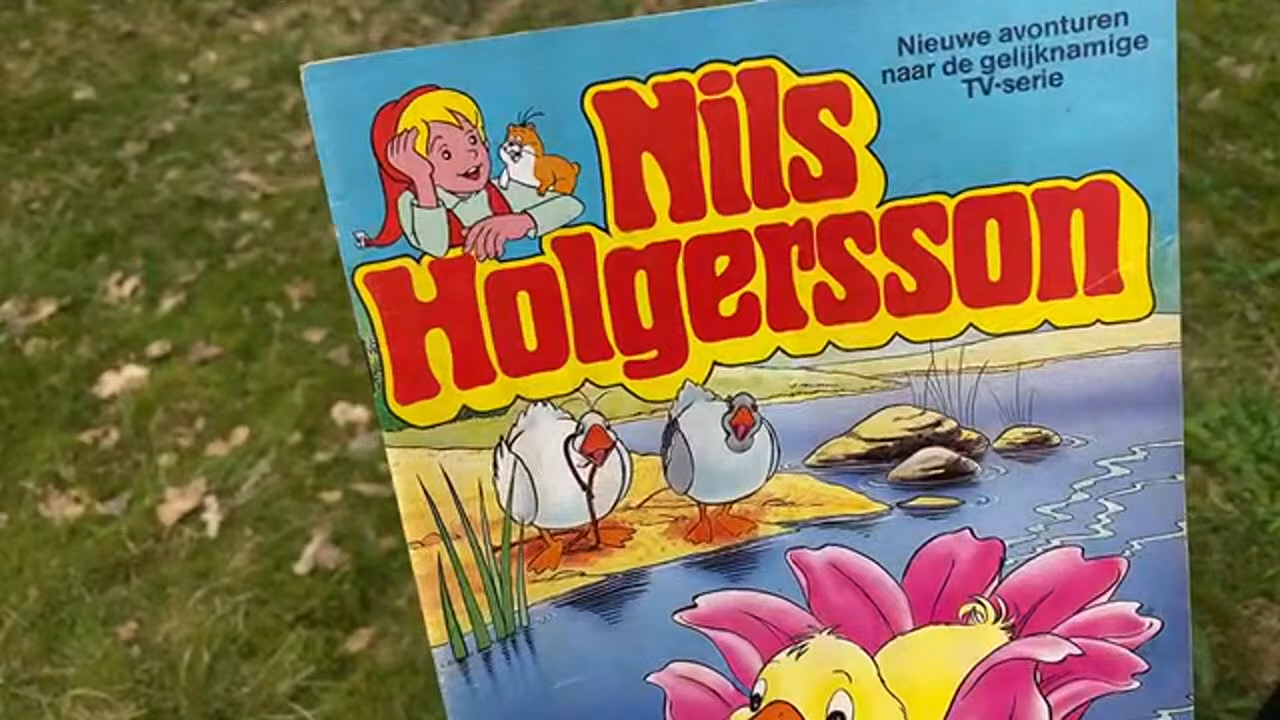 Nieuwe avonturen
naar de gelijknamige
TV-serie
Nils
Holgersson